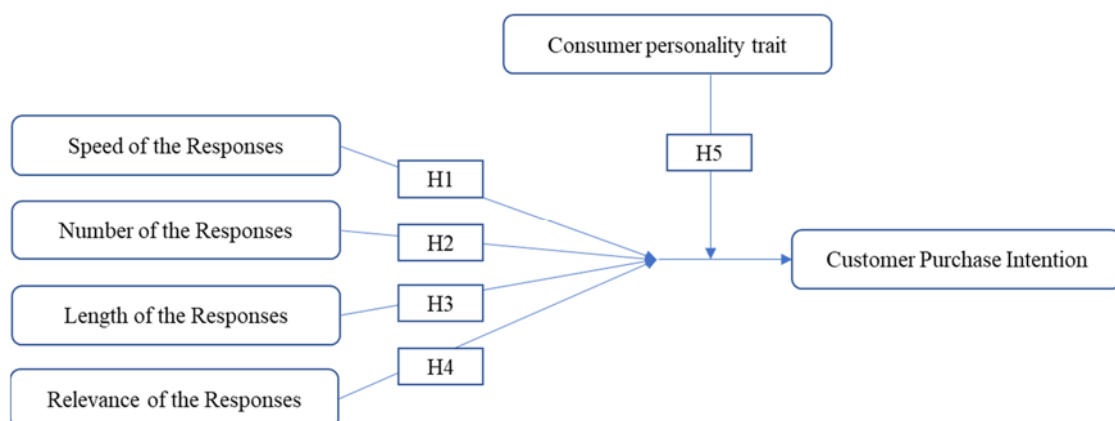 Consumer personality trait
Speed of the Responses
H5
H1
Number of the Responses
H2
Customer Purchase Intention
Length of the Responses
H3
H4
Relevance of the Responses